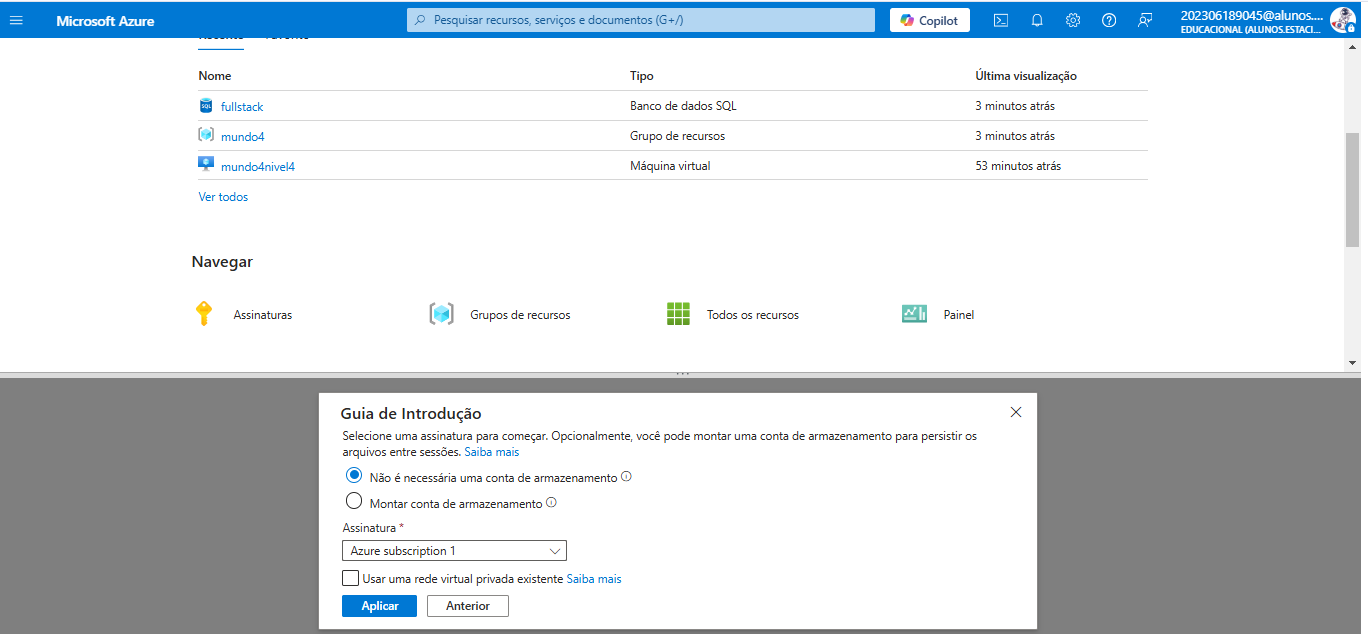 Microsoft Azure
Pesquisar recursos, serviços e documentos (G+/)
Copilot
202306189045@alunos....
EDUCACIONAL (ALUNOS.ESTACI...
Recente Favorito
Nome Tipo Última visualização
SQL fullstack Banco de dados SQL 3 minutos atrás
mundo4 Grupo de recursos 3 minutos atrás
mundo4nivel4 Máquina virtual 53 minutos atrás
Ver todos
Navegar
Assinaturas Grupos de recursos Todos os recursos Painel
Guia de Introdução
Selecione uma assinatura para começar. Opcionalmente, você pode montar uma conta de armazenamento para persistir os
arquivos entre sessões. Saiba mais
Não é necessária uma conta de armazenamento
Montar conta de armazenamento
Assinatura *
Azure subscription 1
Usar uma rede virtual privada existente Saiba mais
Aplicar Anterior